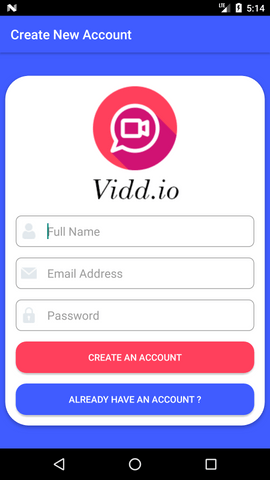 LTE 5:14
Create New Account
Vidd.io
Full Name
Email Address
Password
CREATE AN ACCOUNT
ALREADY HAVE AN ACCOUNT ?